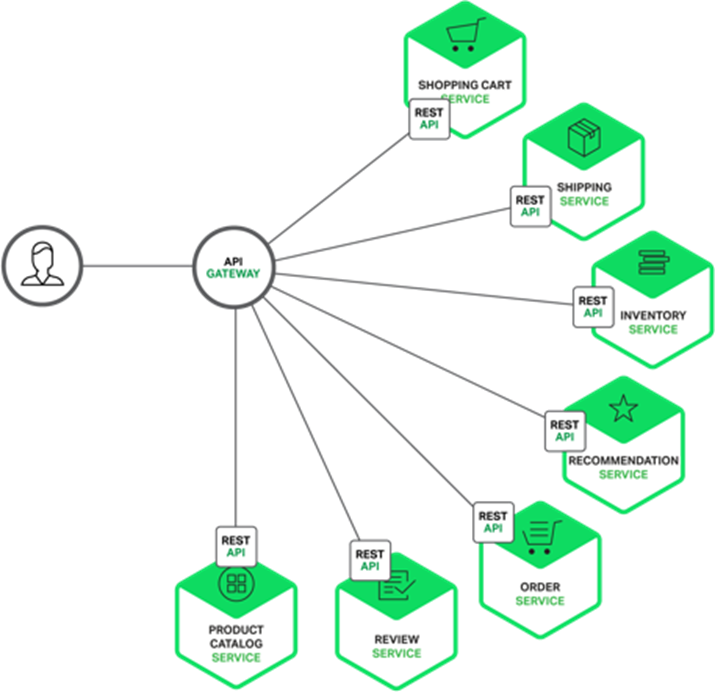 SHOPPING CART
SERVICE
REST
API
SHIPPING
SERVICE
REST
API
API
GATEWAY
REST
API
INVENTORY
SERVICE
REST
API
RECOMMENDATION
SERVICE
REST
API
ORDER
SERVICE
REST
API
PRODUCT
CATALOG
SERVICE
REST
API
REVIEW
SERVICE